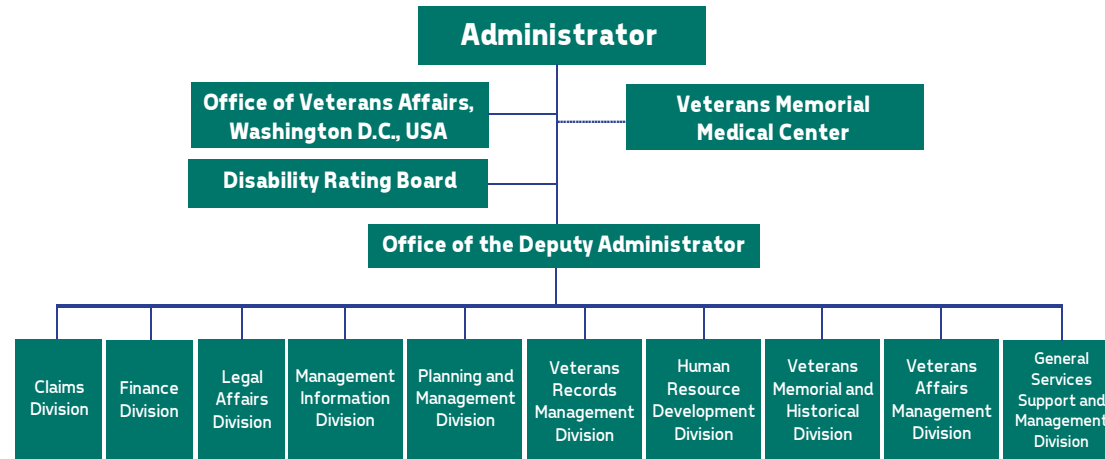 Administrator
Office of Veterans Affairs,
Washington D.C., USA
Veterans Memorial
Medical Center
Disability Rating Board
Office of the Deputy Administrator
Claims
Division
Finance
Division
Legal
Affairs
Division
Management
Information
Division
Planning and
Management
Division
Veterans
Records
Management
Division
Human
Resource
Development
Division
Veterans
Memorial and
Historical
Division
Veterans
Affairs
Management
Division
General
Services
Support and
Management
Division